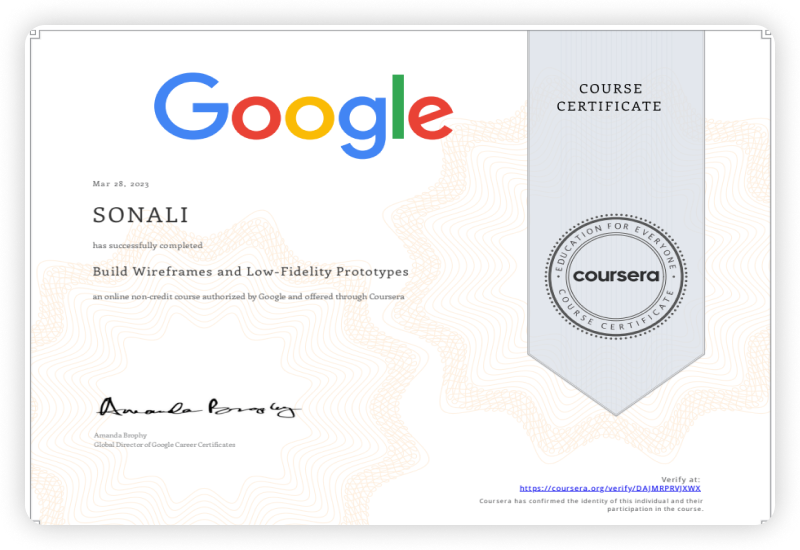 Google
COURSE
CERTIFICATE
Mar 28, 2023
SONALI
has successfully completed
Build Wireframes and Low-Fidelity Prototypes
an online non-credit course authorized by Google and offered through Coursera
EDUCATION FOR EVERYONE
coursera
COURSE CERTIFICATE
Amanda Brophy
Amanda Brophy
Global Director of Google Career Certificates
Verify at:
https://coursera.org/verify/DAJMRPRVJXWX
Coursera has confirmed the identity of this individual and their
participation in the course.